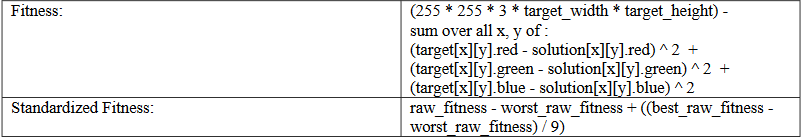 Fitness:
(255 * 255 * 3 * target_width * target_height) -
sum over all x, y of :
(target[x][y].red - solution[x][y].red) ^ 2 +
(target[x][y].green - solution[x][y].green) ^ 2 +
(target[x][y].blue - solution[x][y].blue) ^ 2
Standardized Fitness:
raw_fitness - worst_raw_fitness + ((best_raw_fitness -
worst_raw_fitness) / 9)